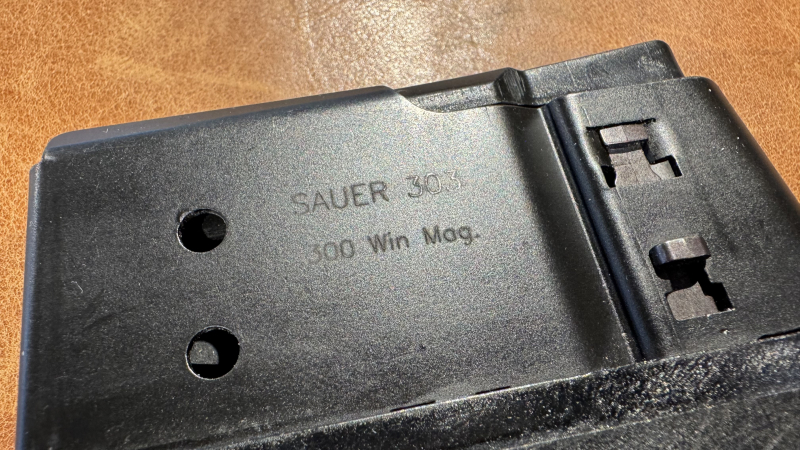 SAUER 303
300 Win Mag.